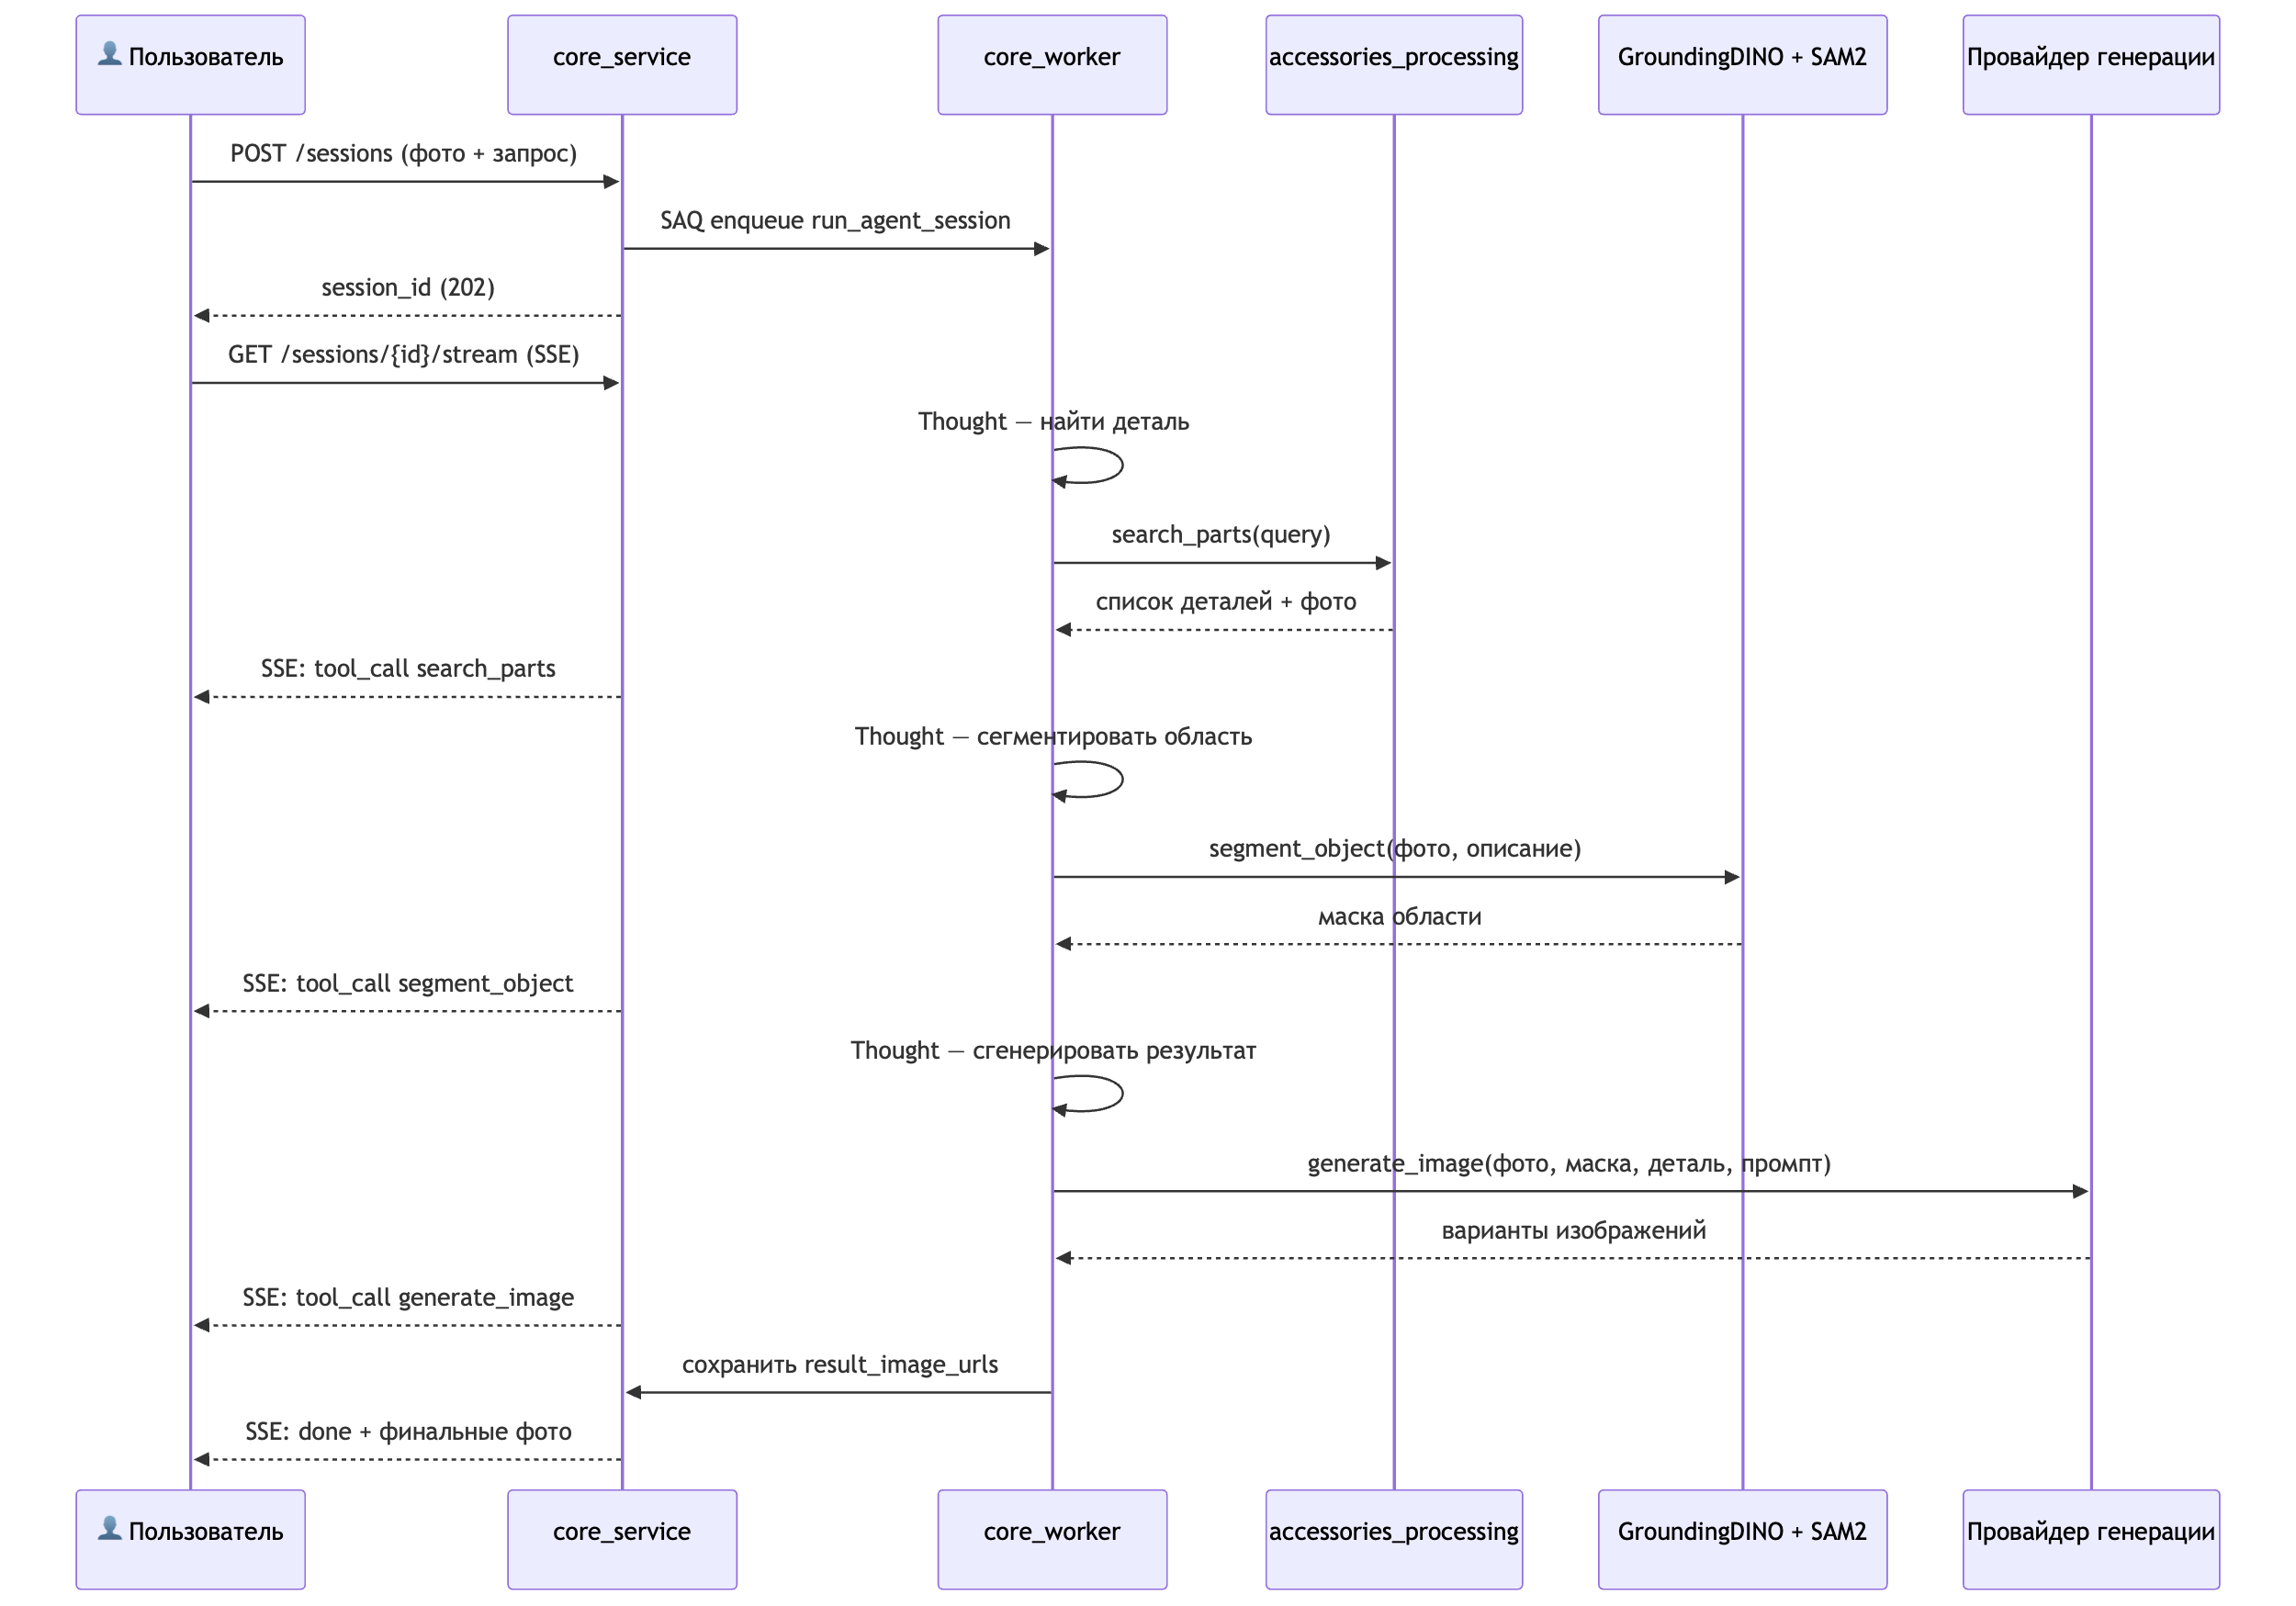 👤 Пользователь
core_service
core_worker
accessories_processing
GroundingDINO + SAM2
Провайдер генерации
POST /sessions (фото + запрос)
SAQ enqueue run_agent_session
session_id (202)
GET /sessions/{id}/stream (SSE)
Thought — найти деталь
search_parts(query)
список деталей + фото
SSE: tool_call search_parts
Thought — сегментировать область
segment_object(фото, описание)
маска области
SSE: tool_call segment_object
Thought — сгенерировать результат
generate_image(фото, маска, деталь, промпт)
варианты изображений
SSE: tool_call generate_image
сохранить result_image_urls
SSE: done + финальные фото
👤 Пользователь
core_service
core_worker
accessories_processing
GroundingDINO + SAM2
Провайдер генерации